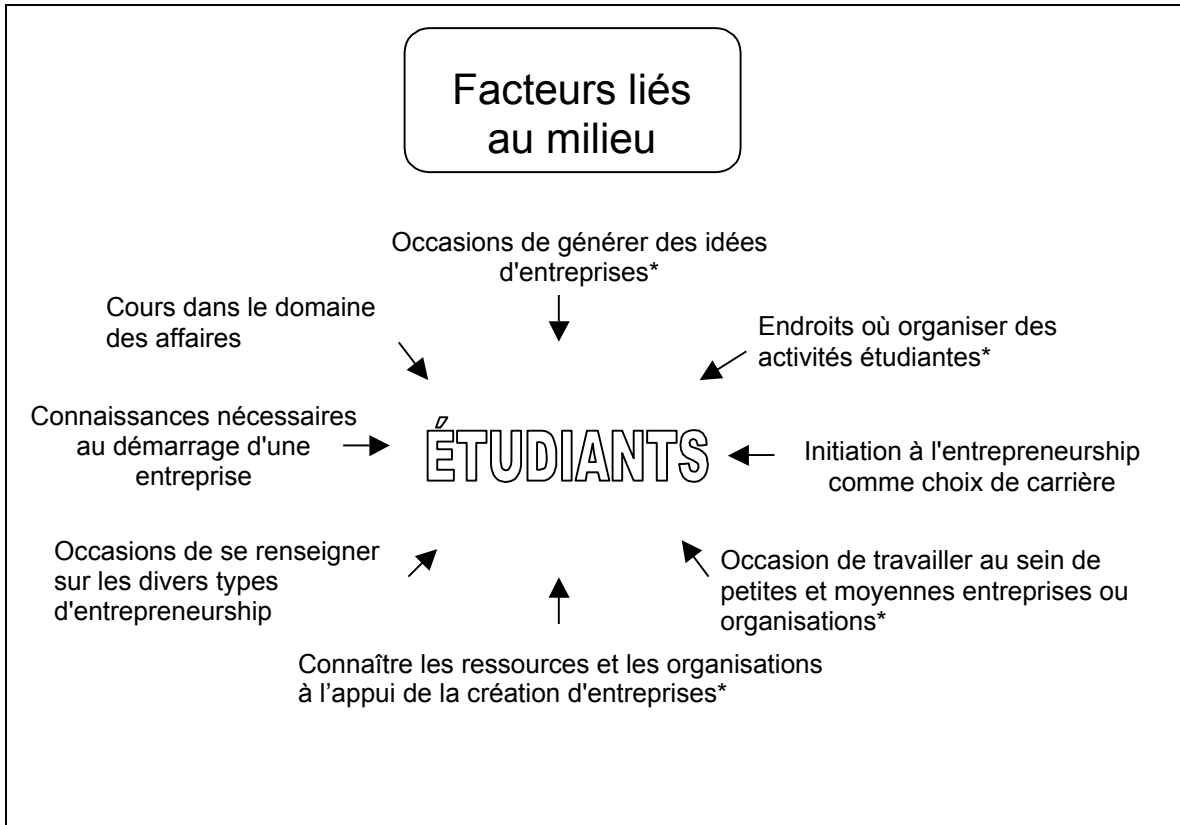 Facteurs liés
au milieu
Occasions de générer des idées
d'entreprises*
Cours dans le domaine
des affaires
Endroits où organiser des
activités étudiantes*
Connaissances nécessaires
au démarrage d'une
entreprise
ÉTUDIANTS
Initiation à l'entrepreneurship
comme choix de carrière
Occasions de se renseigner
sur les divers types
d'entrepreneurship
Occasion de travailler au sein de
petites et moyennes entreprises ou
organisations*
Connaître les ressources et les organisations
à l’appui de la création d'entreprises*